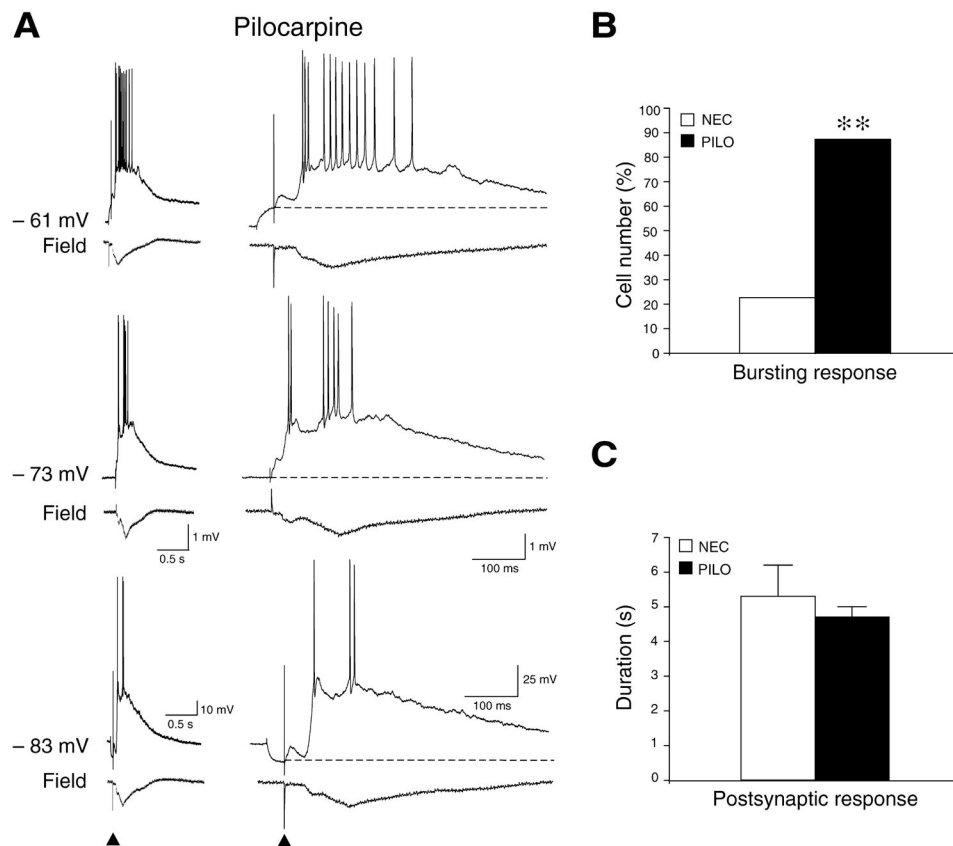 A
Pilocarpine
– 61 mV
Field
– 73 mV
Field
1 mV
0.5 s
1 mV
100 ms
10 mV
0.5 s
25 mV
100 ms
– 83 mV
Field
B
100
90
80
70
60
50
40
30
20
10
0
Cell number (%)
NEC
PILO
**
Bursting response
C
7
6
5
4
3
2
1
0
Duration (s)
NEC
PILO
Postsynaptic response